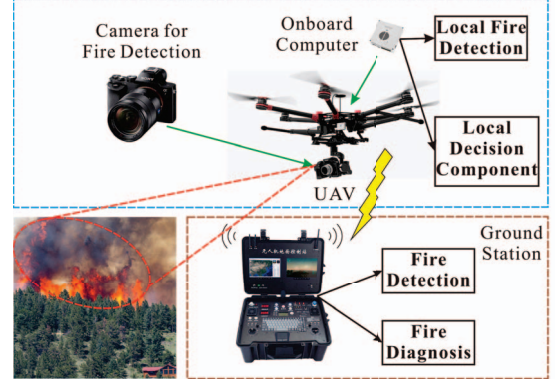 Camera for
Fire Detection
Onboard
Computer
Local Fire
Detection
Local
Decision
Component
UAV
Ground
Station
Fire
Detection
Fire
Diagnosis